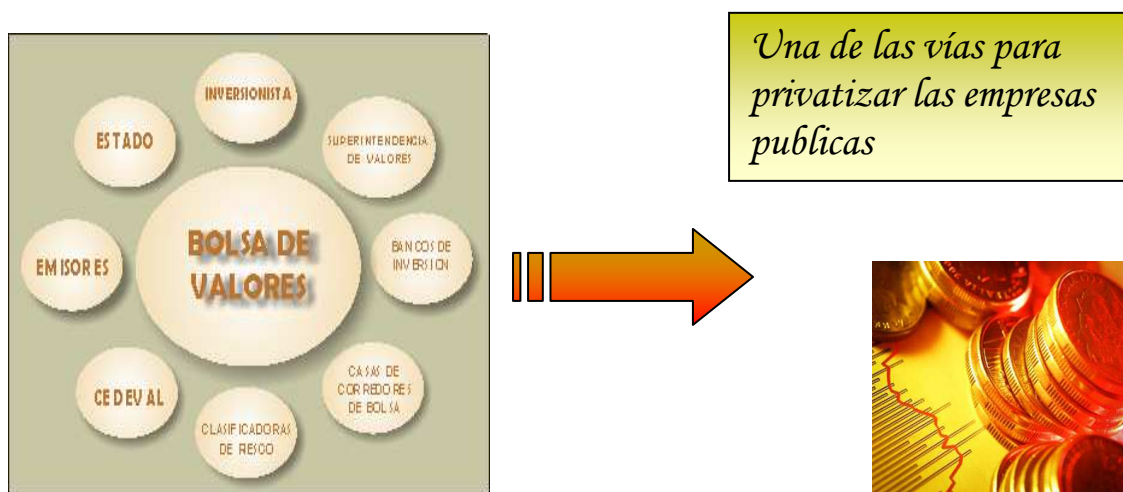 INVERSIONISTA
SUPERINTENDENCIA
DE VALORES
BANCOS DE
INVERSION
CASAS DE
CORREDORES
DE BOLSA
CLASIFICADORAS
DE RIESGO
CEDEVAL
EMISORES
ESTADO
BOLSA DE
VALORES
Una de las vías para
privatizar las empresas
publicas